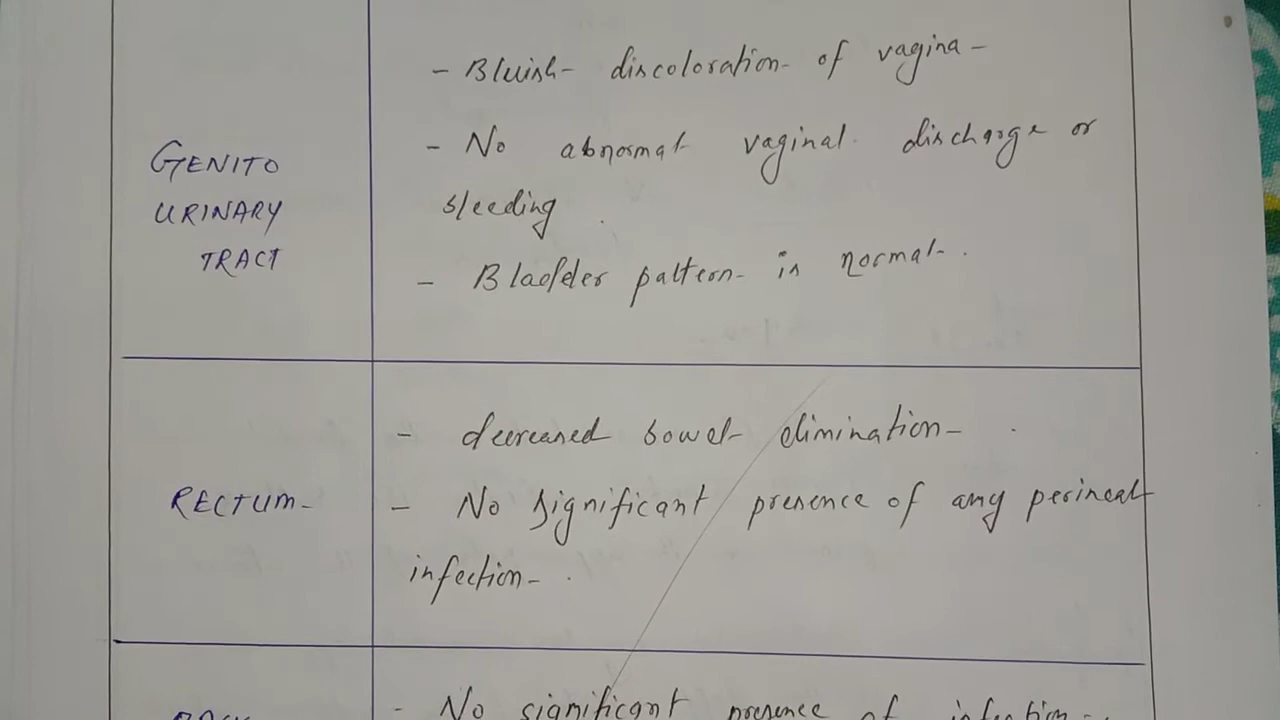 - Bluish discoloration of vagina -
GENITO
URINARY
TRACT
- No abnormal vaginal discharge or
bleeding.
- Bladder pattern is normal.
RECTUM
- decreased bowel elimination
- No significant presence of any perineal
infection.
- No significant presence of infection